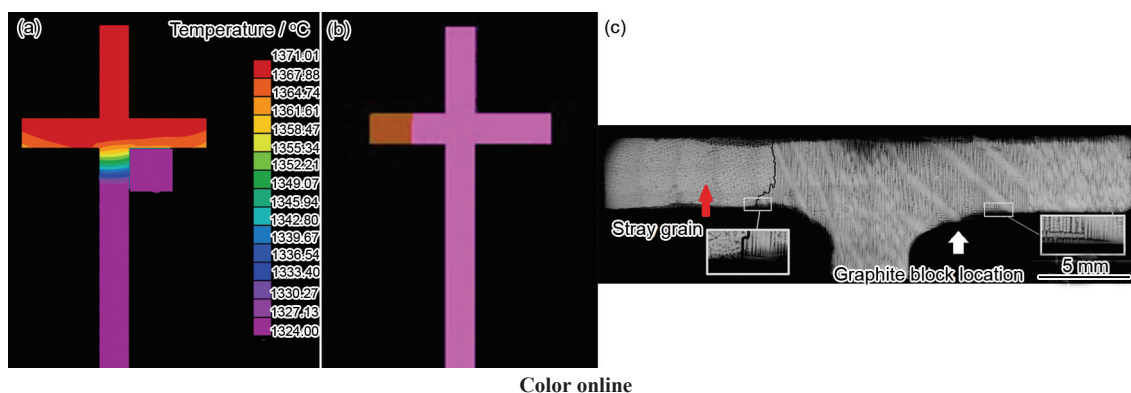 (a)
Temperature / °C
1371.01
1367.88
1364.74
1361.61
1358.47
1355.34
1352.21
1349.07
1345.94
1342.80
1339.67
1336.54
1333.40
1330.27
1327.13
1324.00
(b)
(c)
Stray grain
Graphite block location
5 mm
Color online